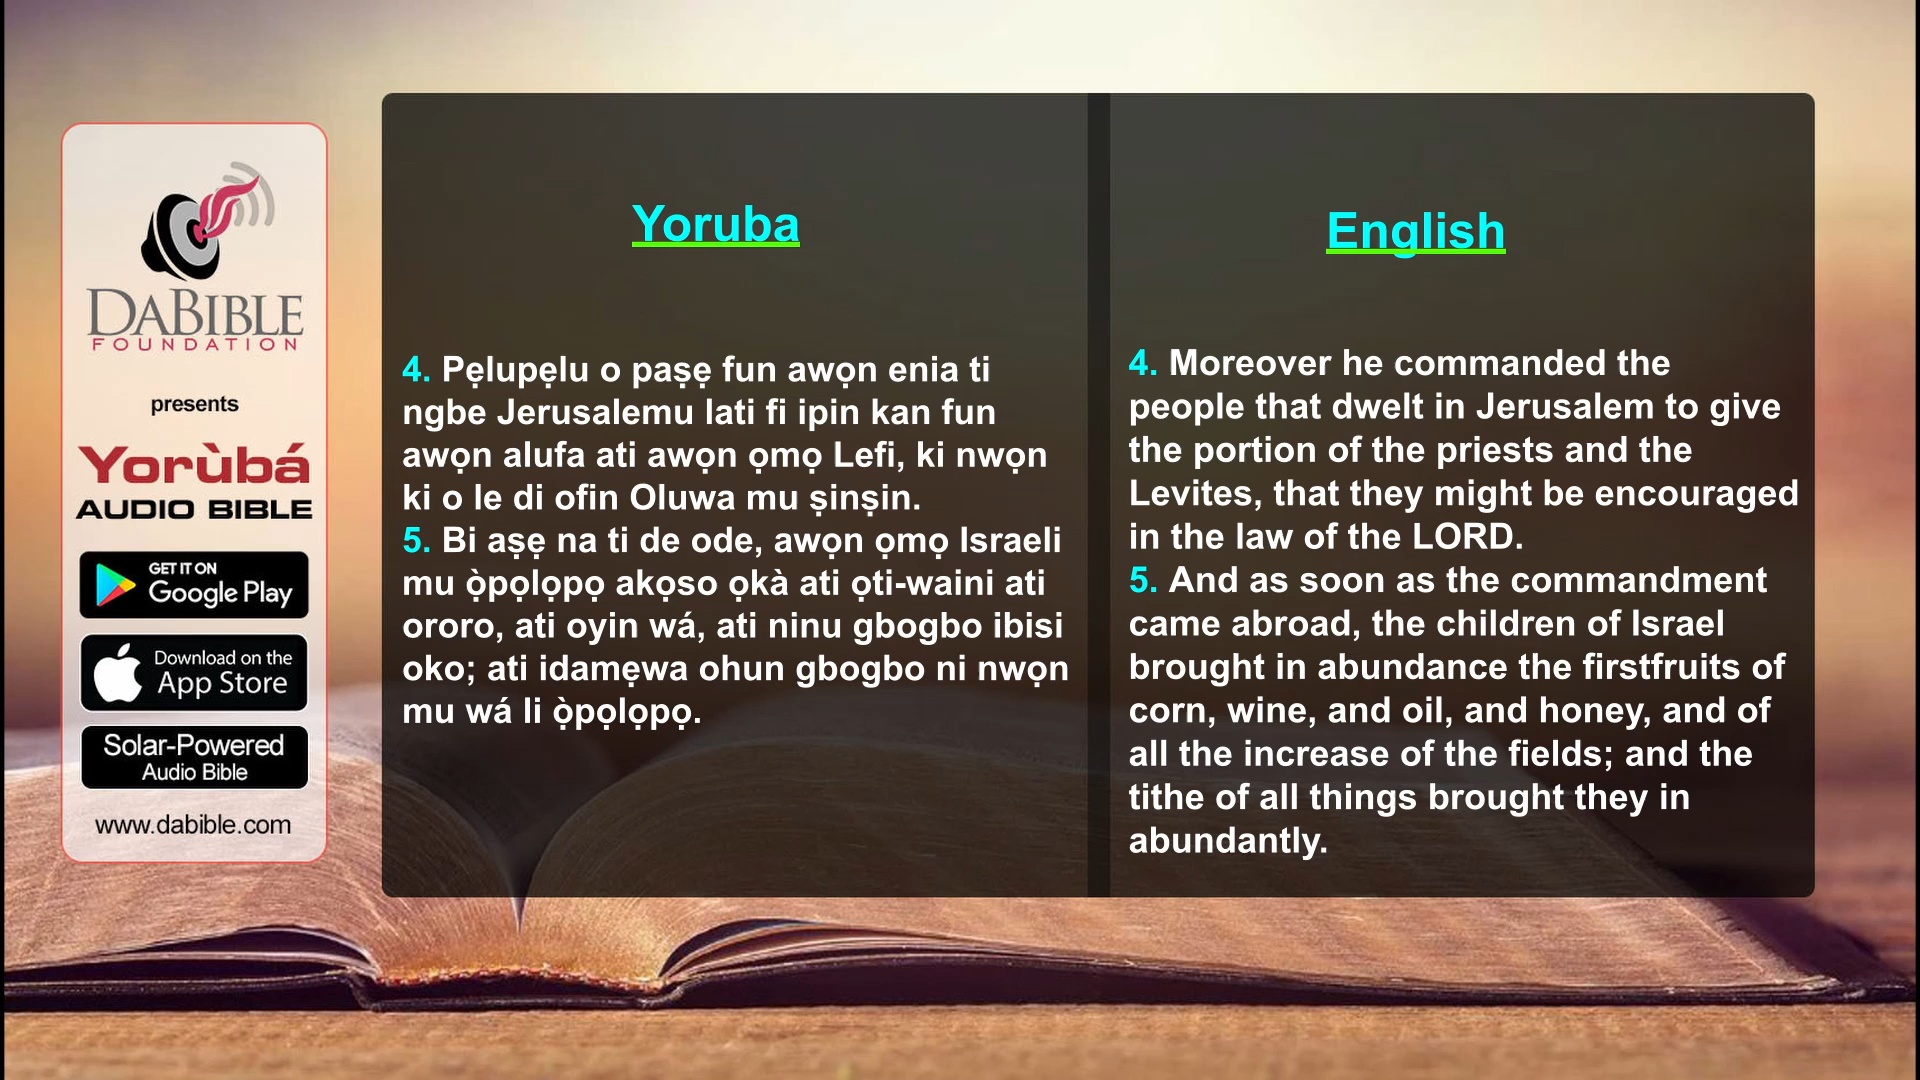 DABIBLE
FOUNDATION
presents
Yorùbá
AUDIO BIBLE
GET IT ON
Google Play
Download on the
App Store
Solar-Powered
Audio Bible
www.dabible.com
Yoruba
4. Pẹlupẹlu o paṣẹ fun awọn enia ti
ngbe Jerusalemu lati fi ipin kan fun
awọn alufa ati awọn ọmọ Lefi, ki nwọn
ki o le di ofin Oluwa mu ṣinṣin.
5. Bi aṣẹ na ti de ode, awọn ọmọ Israeli
mu ọ̀pọlọpọ akọso ọkà ati ọti-waini ati
ororo, ati oyin wá, ati ninu gbogbo ibisi
oko; ati idamẹwa ohun gbogbo ni nwọn
mu wá li ọ̀pọlọpọ.
English
4. Moreover he commanded the
people that dwelt in Jerusalem to give
the portion of the priests and the
Levites, that they might be encouraged
in the law of the LORD.
5. And as soon as the commandment
came abroad, the children of Israel
brought in abundance the firstfruits of
corn, wine, and oil, and honey, and of
all the increase of the fields; and the
tithe of all things brought they in
abundantly.